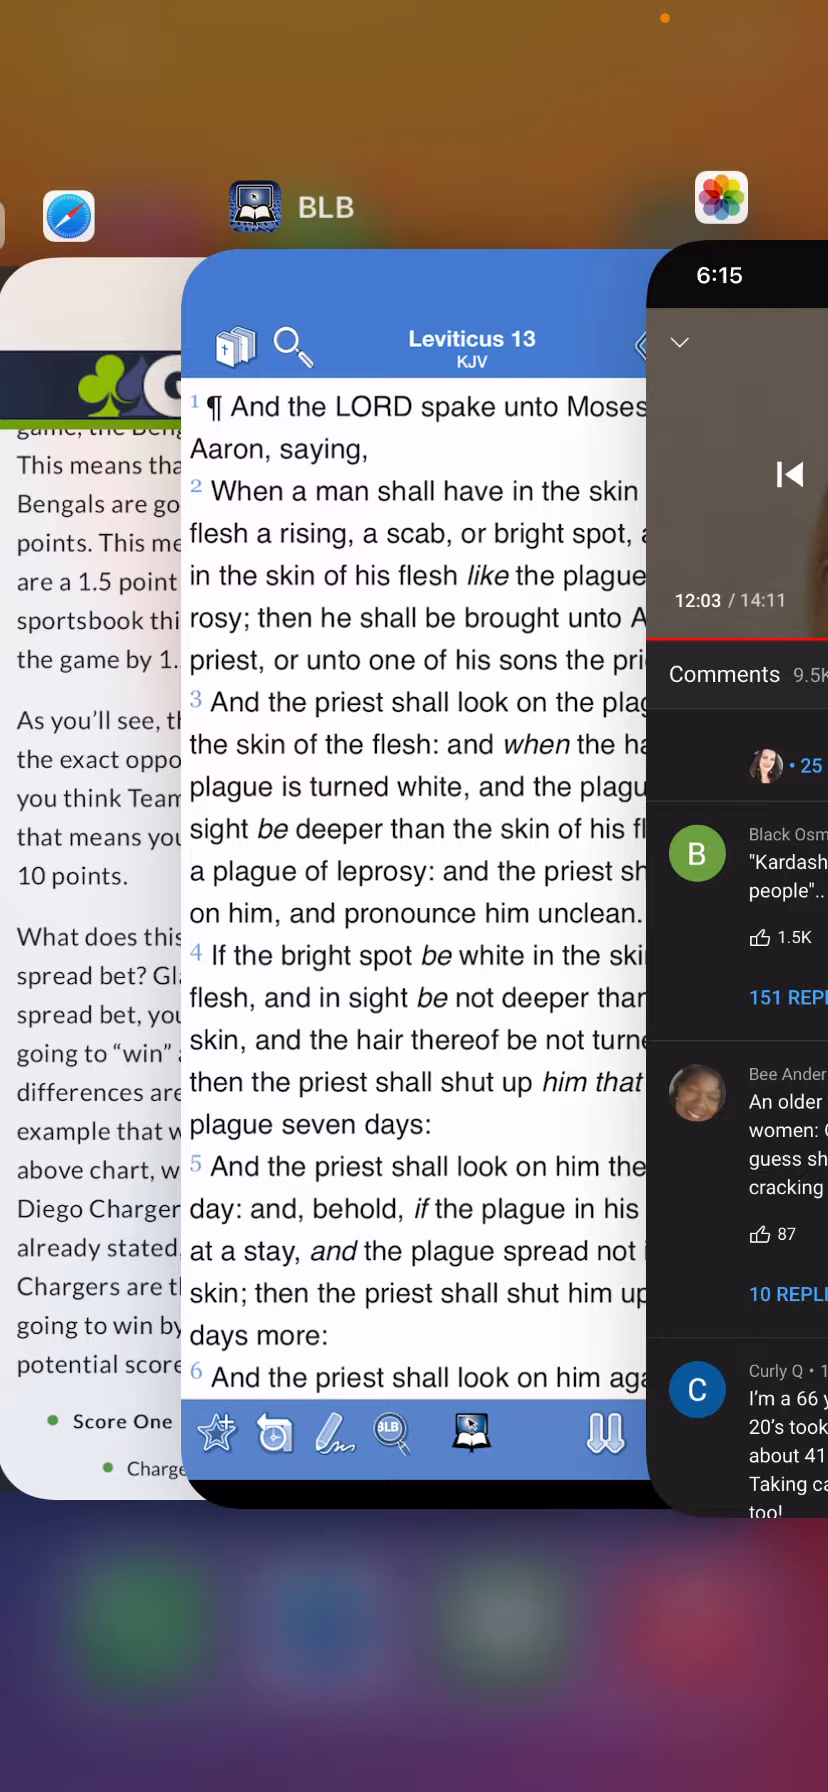 BLB
game, the Beng
This means tha
Bengals are go
points. This me
are a 1.5 point
sportsbook thi
the game by 1.
As you'll see, th
the exact oppo
you think Team
that means you
10 points.
What does this
spread bet? Gl
spread bet, you
going to “win”
differences are
example that w
above chart, w
Diego Charger
already stated,
Chargers are t
going to win by
potential score
Score One
Charge
Leviticus 13
KJV
1 ¶ And the LORD spake unto Moses
Aaron, saying,
2 When a man shall have in the skin
flesh a rising, a scab, or bright spot, a
in the skin of his flesh like the plague
rosy; then he shall be brought unto A
priest, or unto one of his sons the pri
3 And the priest shall look on the plag
the skin of the flesh: and when the ha
plague is turned white, and the plagu
sight be deeper than the skin of his fl
a plague of leprosy: and the priest sh
on him, and pronounce him unclean.
4 If the bright spot be white in the ski
flesh, and in sight be not deeper than
skin, and the hair thereof be not turne
then the priest shall shut up him that
plague seven days:
5 And the priest shall look on him the
day: and, behold, if the plague in his
at a stay, and the plague spread not i
skin; then the priest shall shut him up
days more:
6 And the priest shall look on him aga
BLB
6:15
12:03 / 14:11
Comments 9.5K
• 25
B
Black Osm
"Kardash
people"..
1.5K
151 REPL
Bee Ander
An older
women: 
guess sh
cracking
87
10 REPLI
C
Curly Q • 1
I'm a 66 y
20's took
about 41
Taking ca
too!